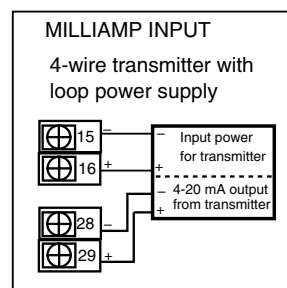 MILLIAMP INPUT
4-wire transmitter with
loop power supply
15 – –
Input power
for transmitter
16 + +
28 – –
4-20 mA output
from transmitter
29 + +